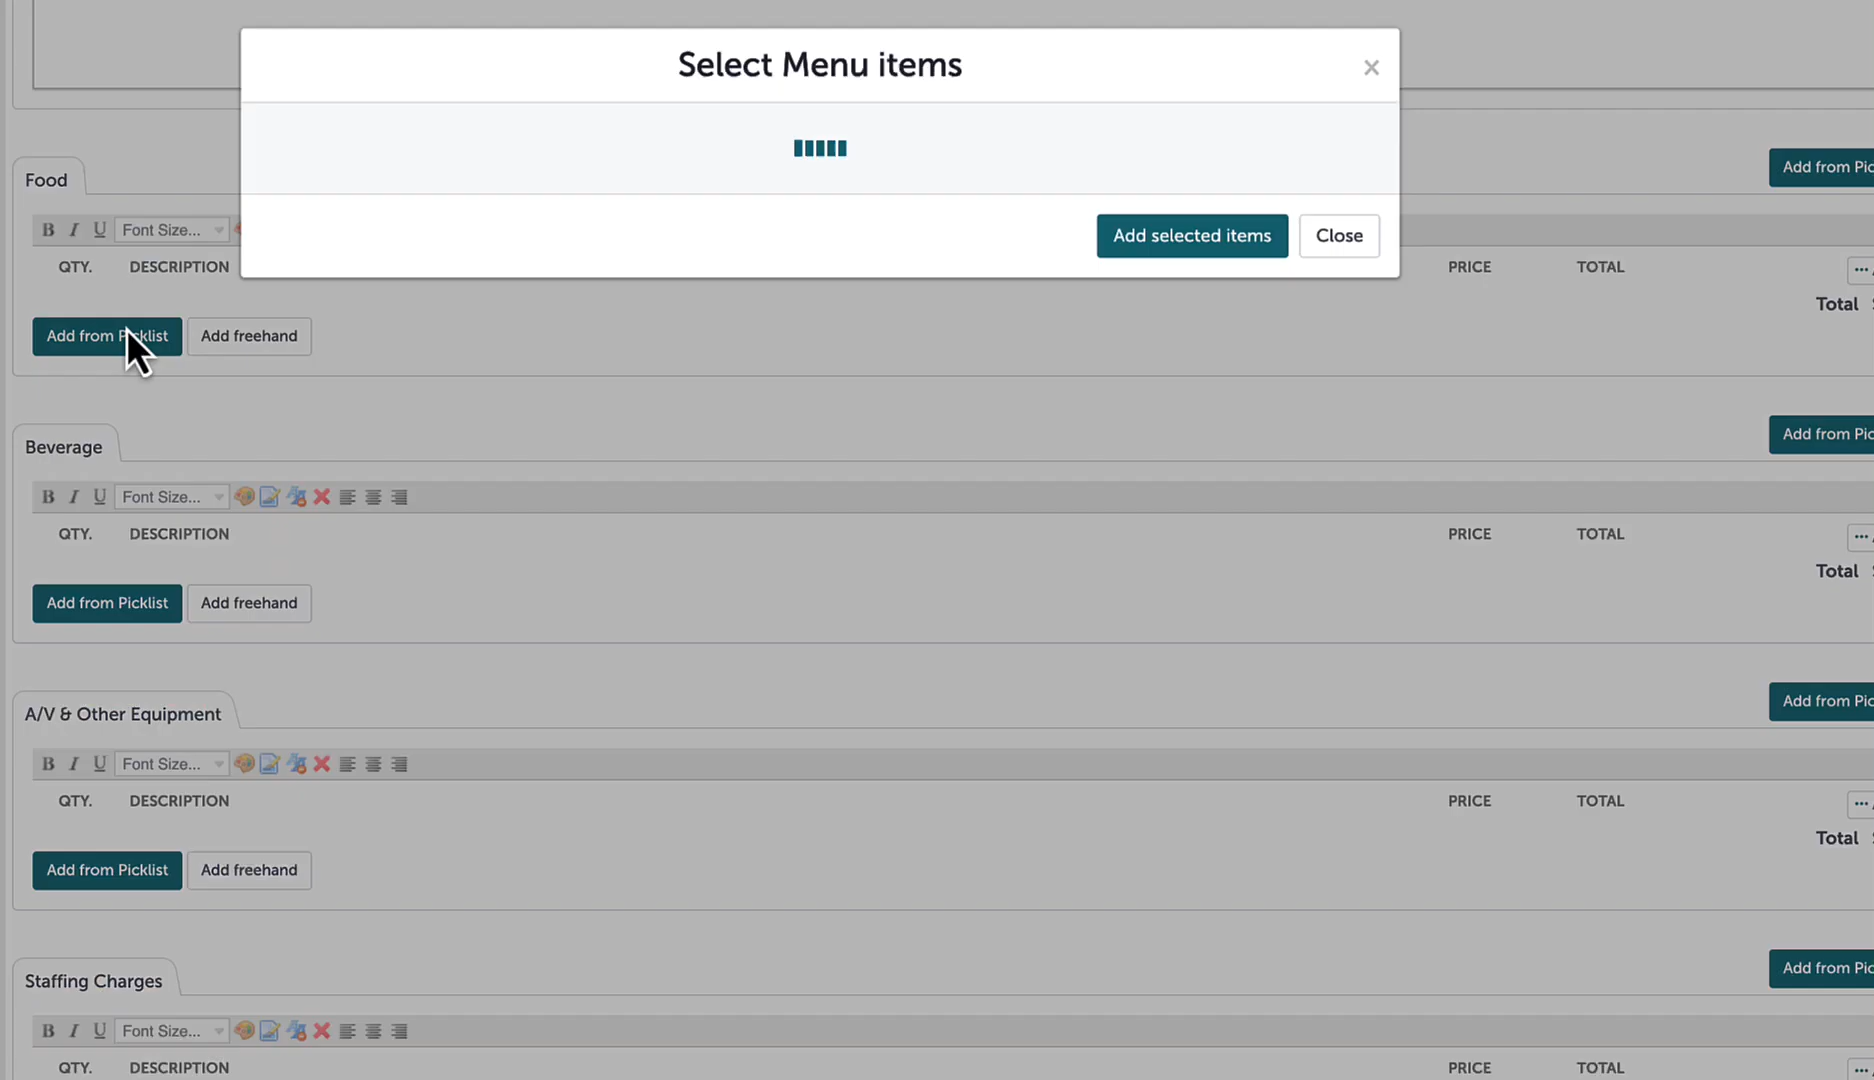 Select Menu items
×
Add selected items Close
Food
Add from Pic
B I U Font Size...
QTY. DESCRIPTION PRICE TOTAL
Total
Add from Picklist Add freehand
Beverage
Add from Pic
B I U Font Size...
QTY. DESCRIPTION PRICE TOTAL
Total
Add from Picklist Add freehand
A/V & Other Equipment
Add from Pic
B I U Font Size...
QTY. DESCRIPTION PRICE TOTAL
Total
Add from Picklist Add freehand
Staffing Charges
Add from Pic
B I U Font Size...
QTY. DESCRIPTION PRICE TOTAL